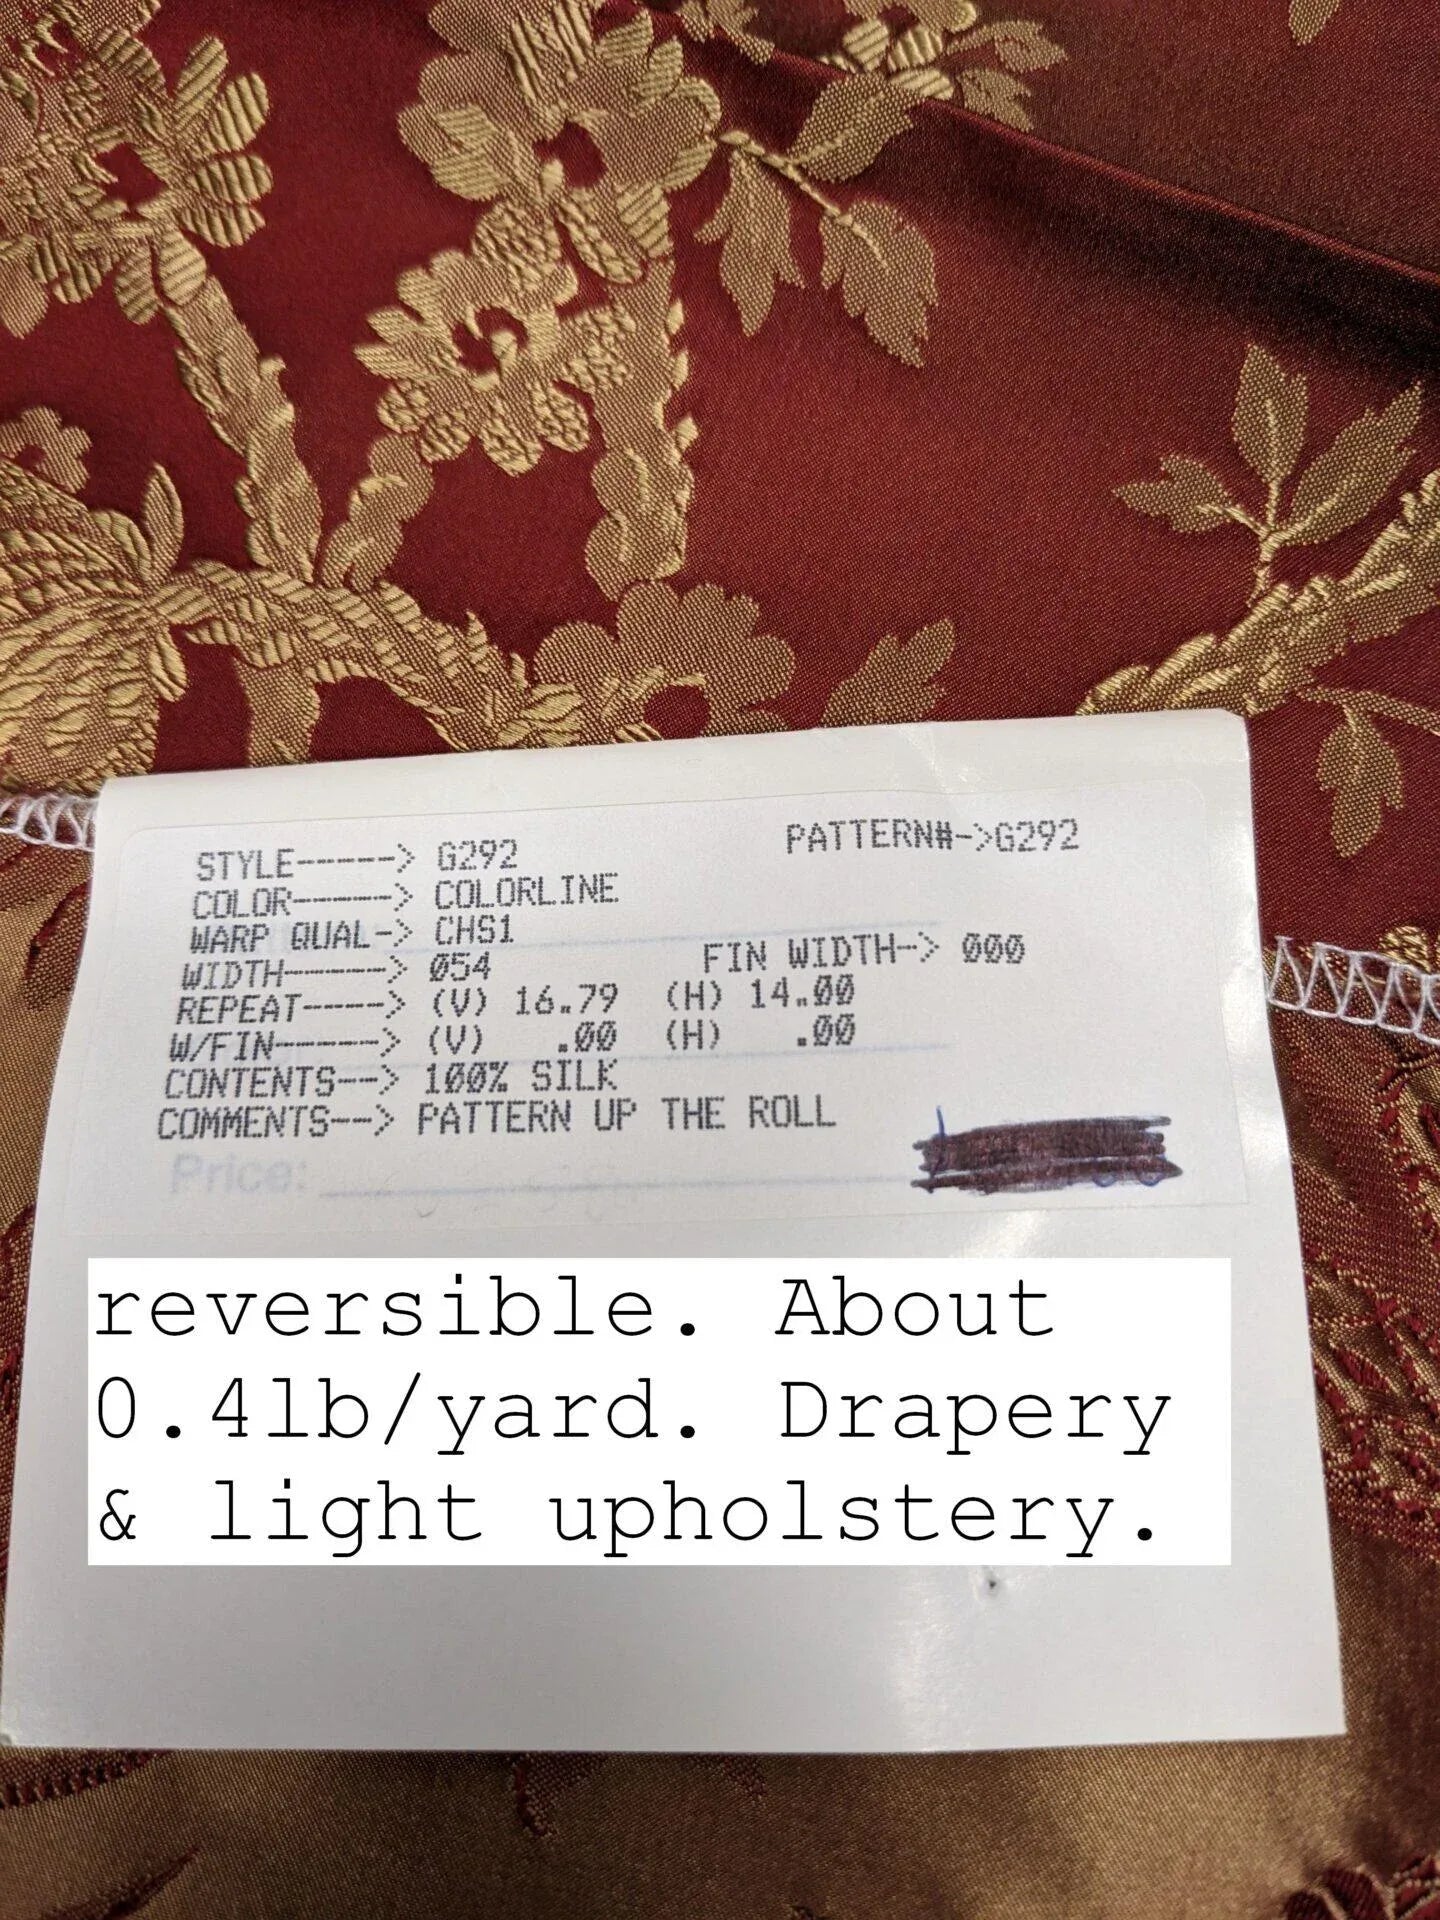 STYLE-----> G292 PATTERN#->G292
COLOR-----> COLORLINE
WARP QUAL-> CHS1
WIDTH-----> 054 FIN WIDTH-> 000
REPEAT----> (V) 16.79 (H) 14.00
W/FIN-----> (V) .00 (H) .00
CONTENTS--> 100% SILK
COMMENTS--> PATTERN UP THE ROLL
Price:
reversible. About
0.4lb/yard. Drapery
& light upholstery.